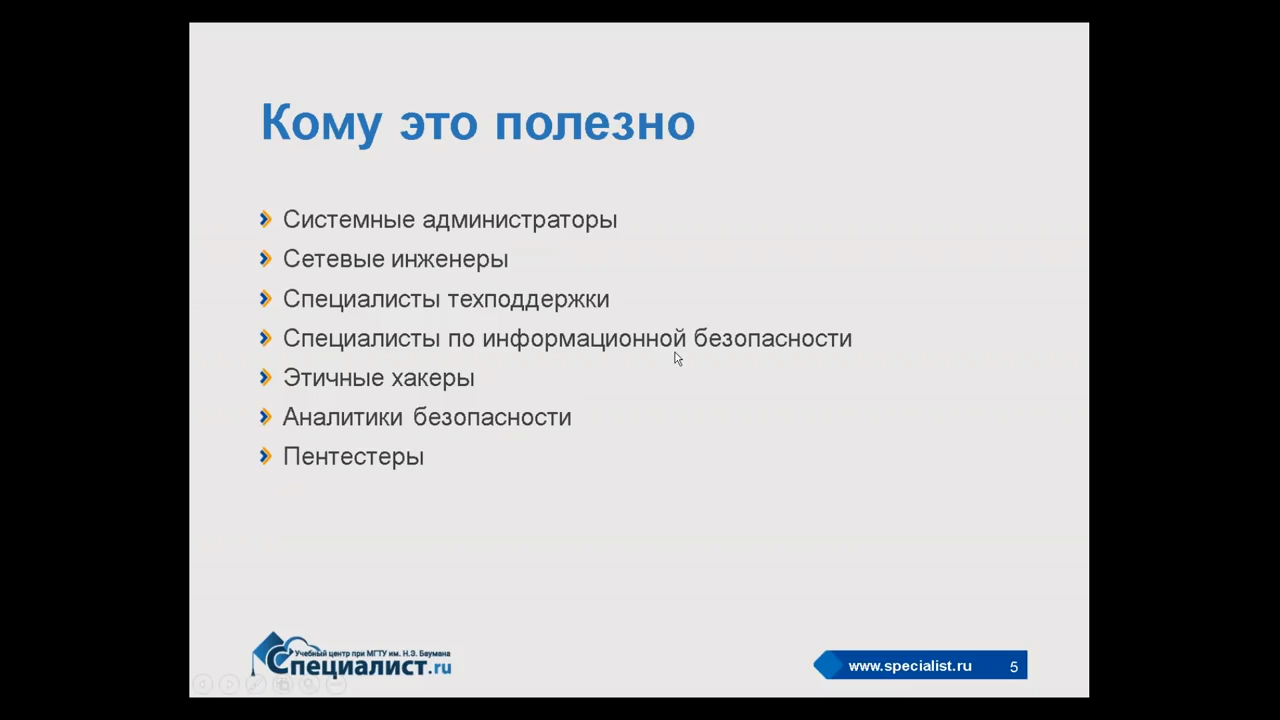 Кому это полезно
Системные администраторы
Сетевые инженеры
Специалисты техподдержки
Специалисты по информационной безопасности
Этичные хакеры
Аналитики безопасности
Пентестеры
Учебный центр при МГТУ им. Н.Э. Баумана
Специалист.ru
www.specialist.ru 5